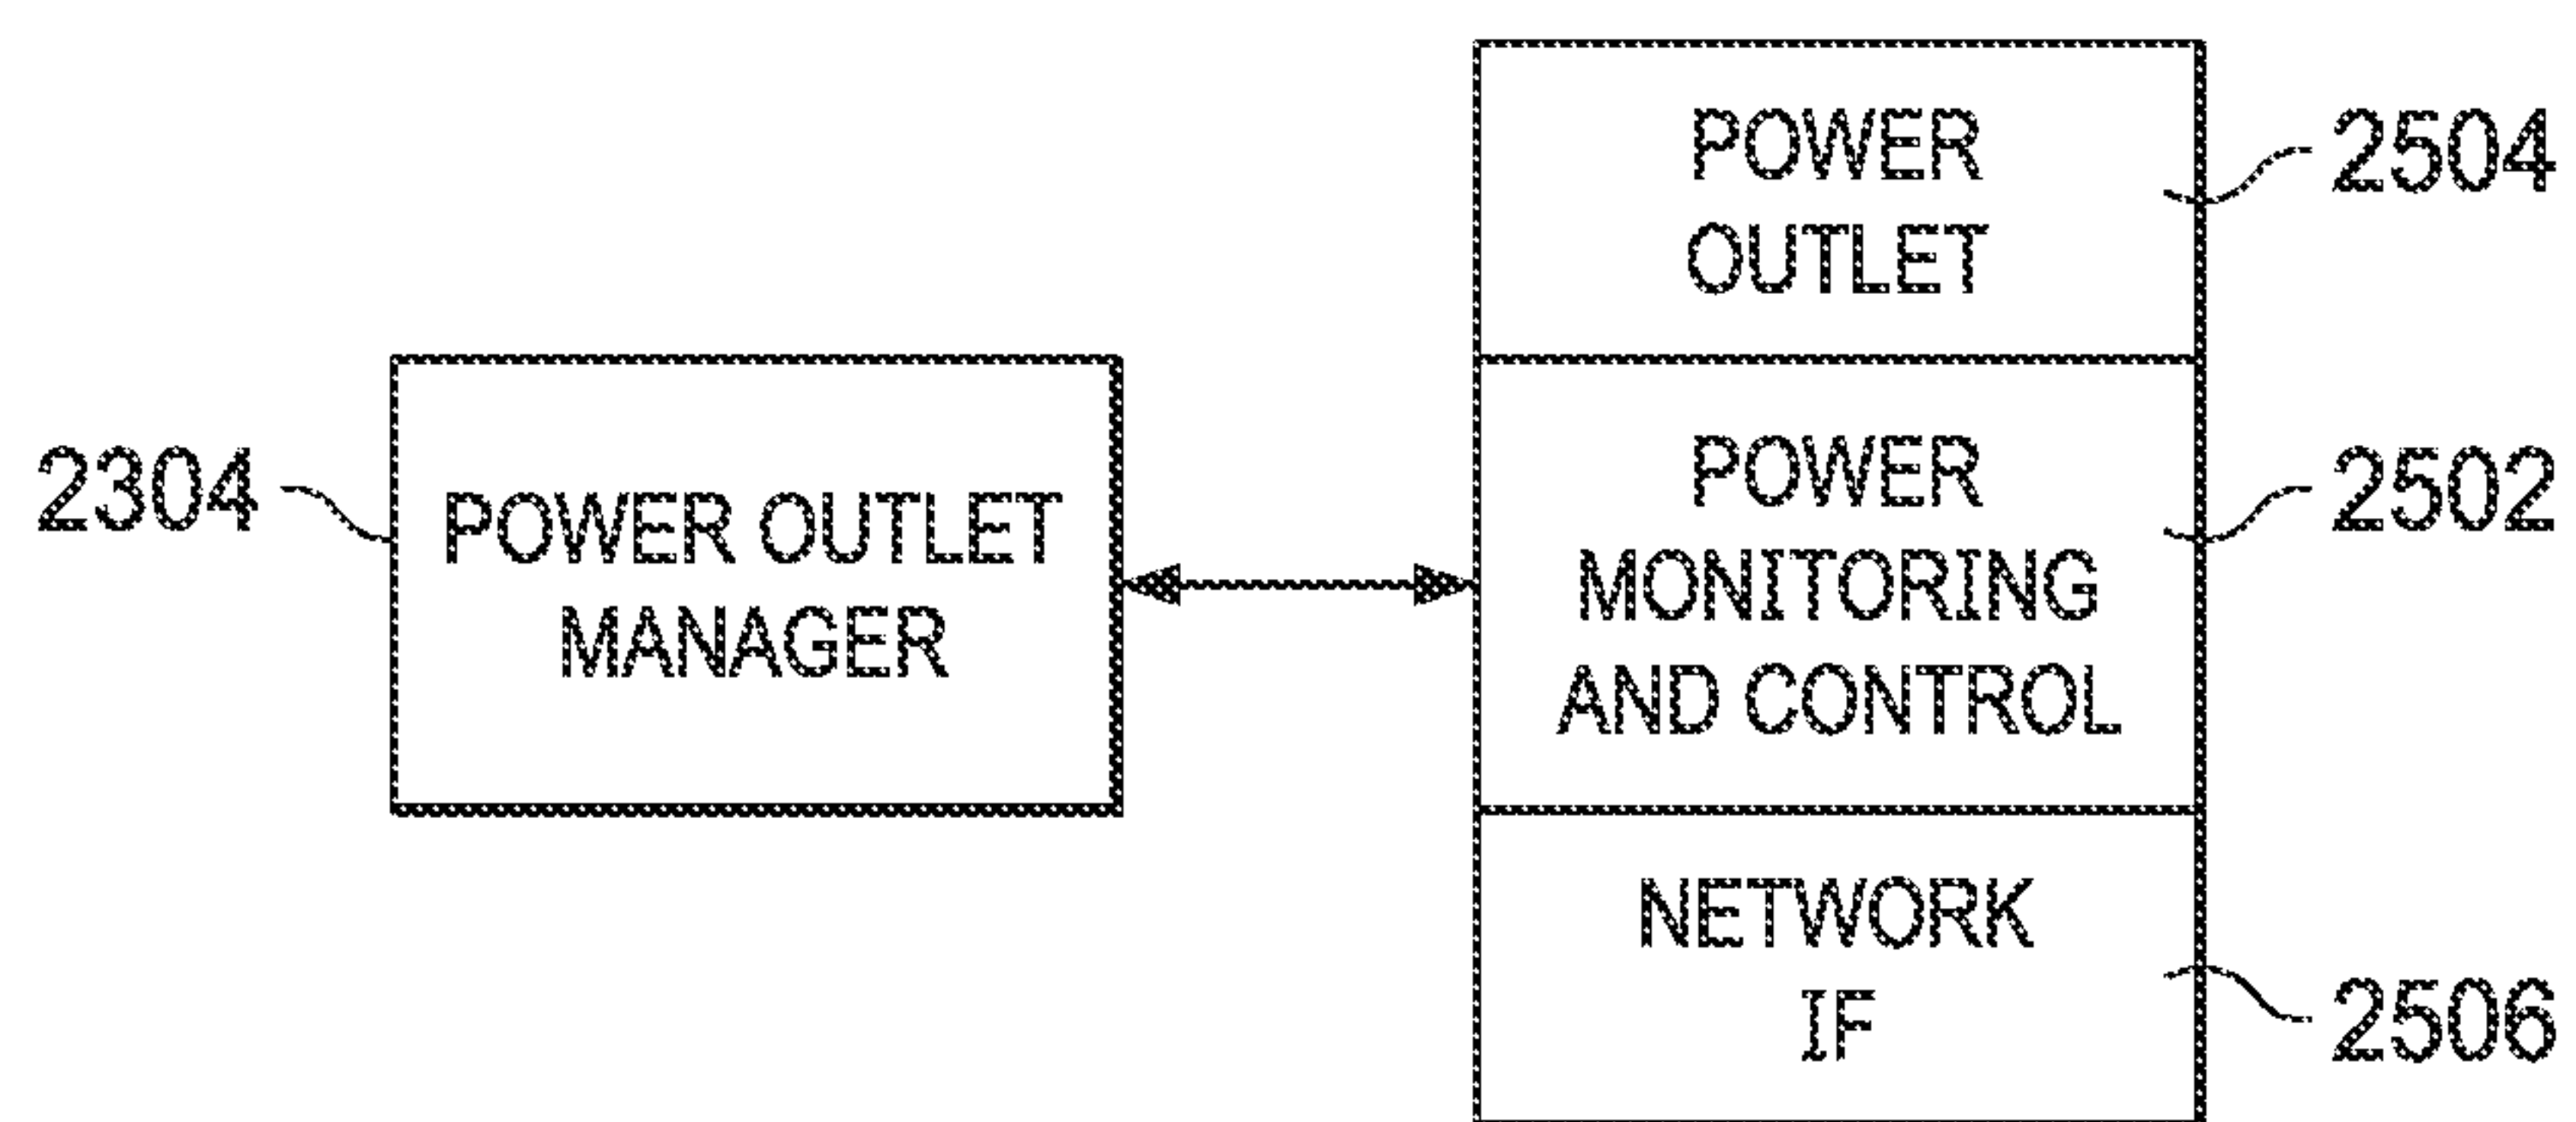 2304
POWER OUTLET
MANAGER
POWER
OUTLET
2504
POWER
MONITORING
AND CONTROL
2502
NETWORK
IF
2506